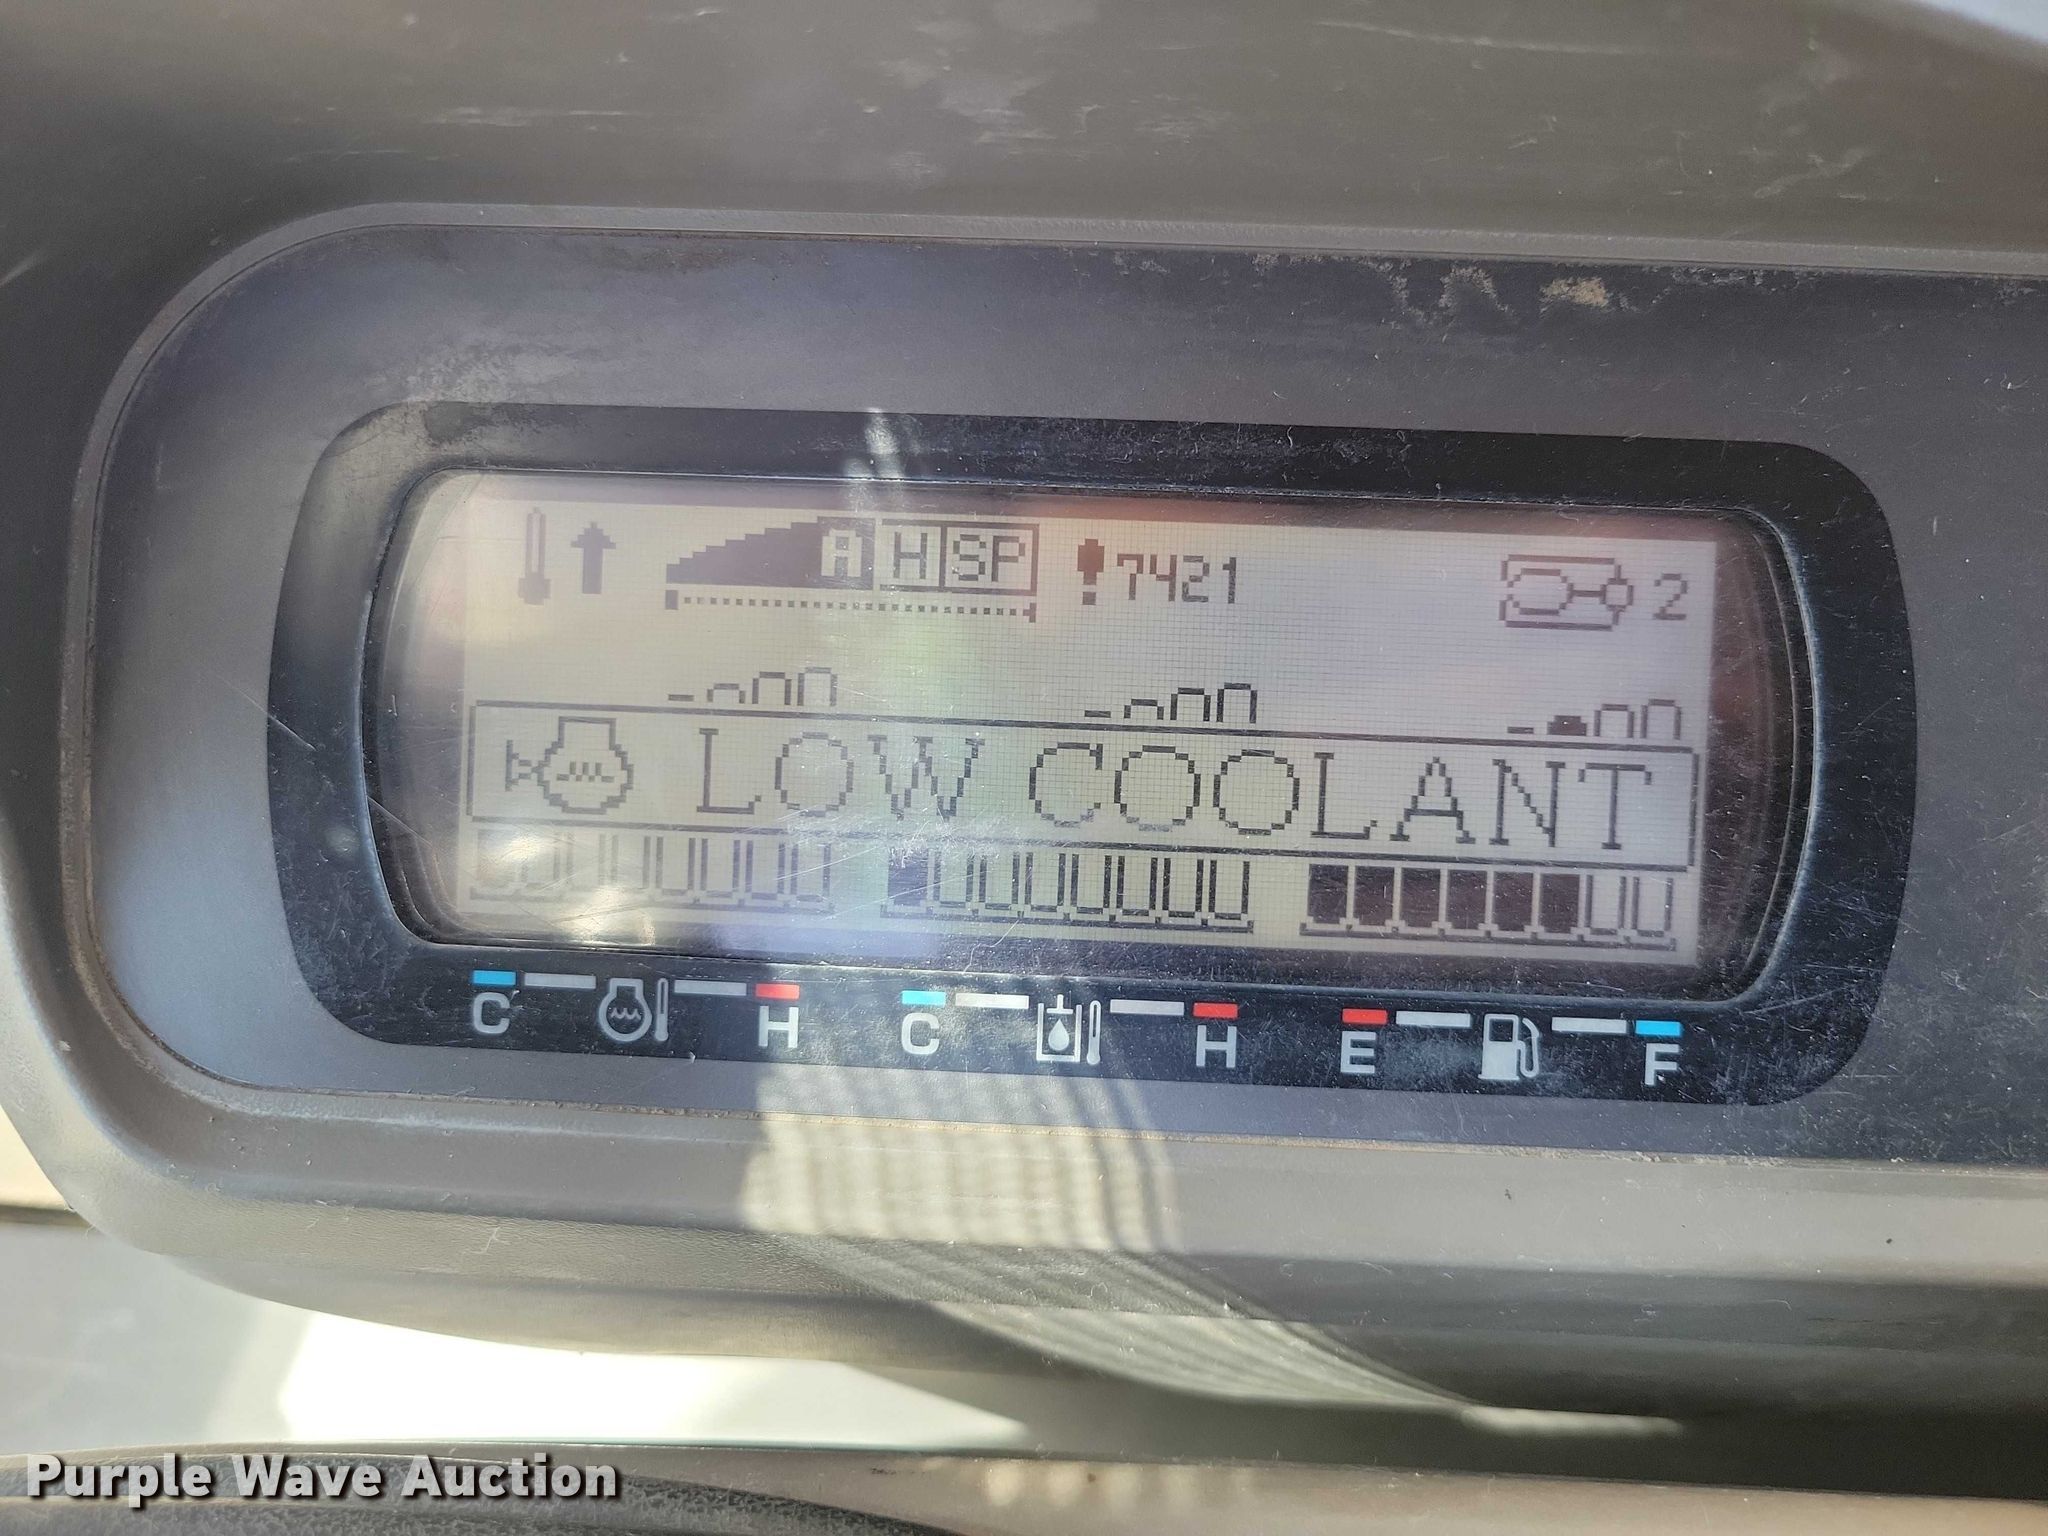 A H SP 7421 2
LOW COOLANT
C H C H E F
Purple Wave Auction